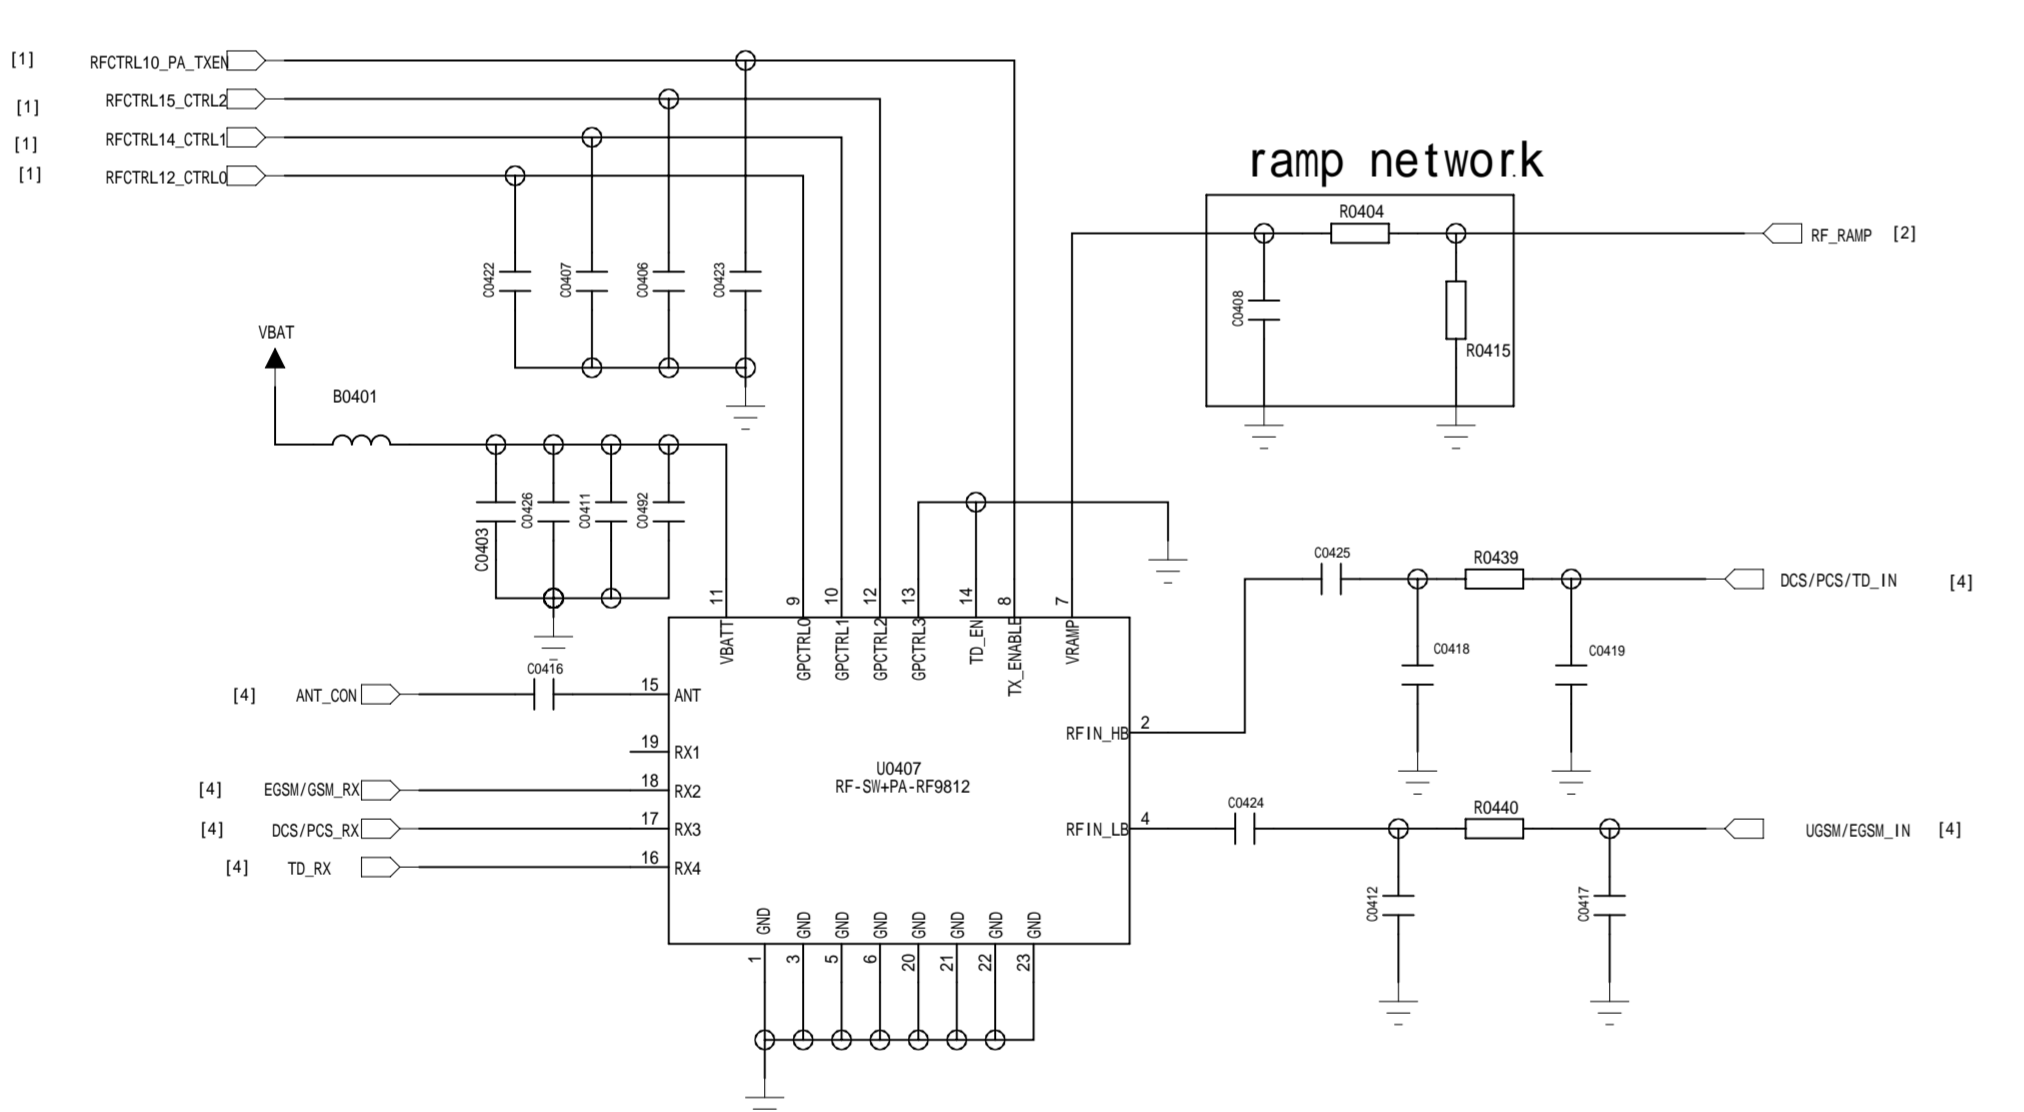 [1] RFCTRL10_PA_TXEN
[1] RFCTRL15_CTRL2
[1] RFCTRL14_CTRL1
[1] RFCTRL12_CTRL0
ramp network
R0404
RF_RAMP [2]
C0422
C0407
C0406
C0423
C0408
R0415
VBAT
B0401
C0403
C0426
C0411
C0492
11
9
10
12
13
14
8
7
VBATT
GPCTRL0
GPCTRL1
GPCTRL2
GPCTRL3
TD_EN
TX_ENABLE
VRAMP
C0425
R0439
DCS/PCS/TD_IN [4]
C0418
C0419
C0416
[4] ANT_CON
15 ANT
19 RX1
[4] EGSM/GSM_RX
18 RX2
[4] DCS/PCS_RX
17 RX3
[4] TD_RX
16 RX4
U0407
RF-SW+PA-RF9812
RFIN_HB 2
RFIN_LB 4
C0424
R0440
UGSM/EGSM_IN [4]
C0412
C0417
GND
GND
GND
GND
GND
GND
GND
GND
1
3
5
6
20
21
22
23